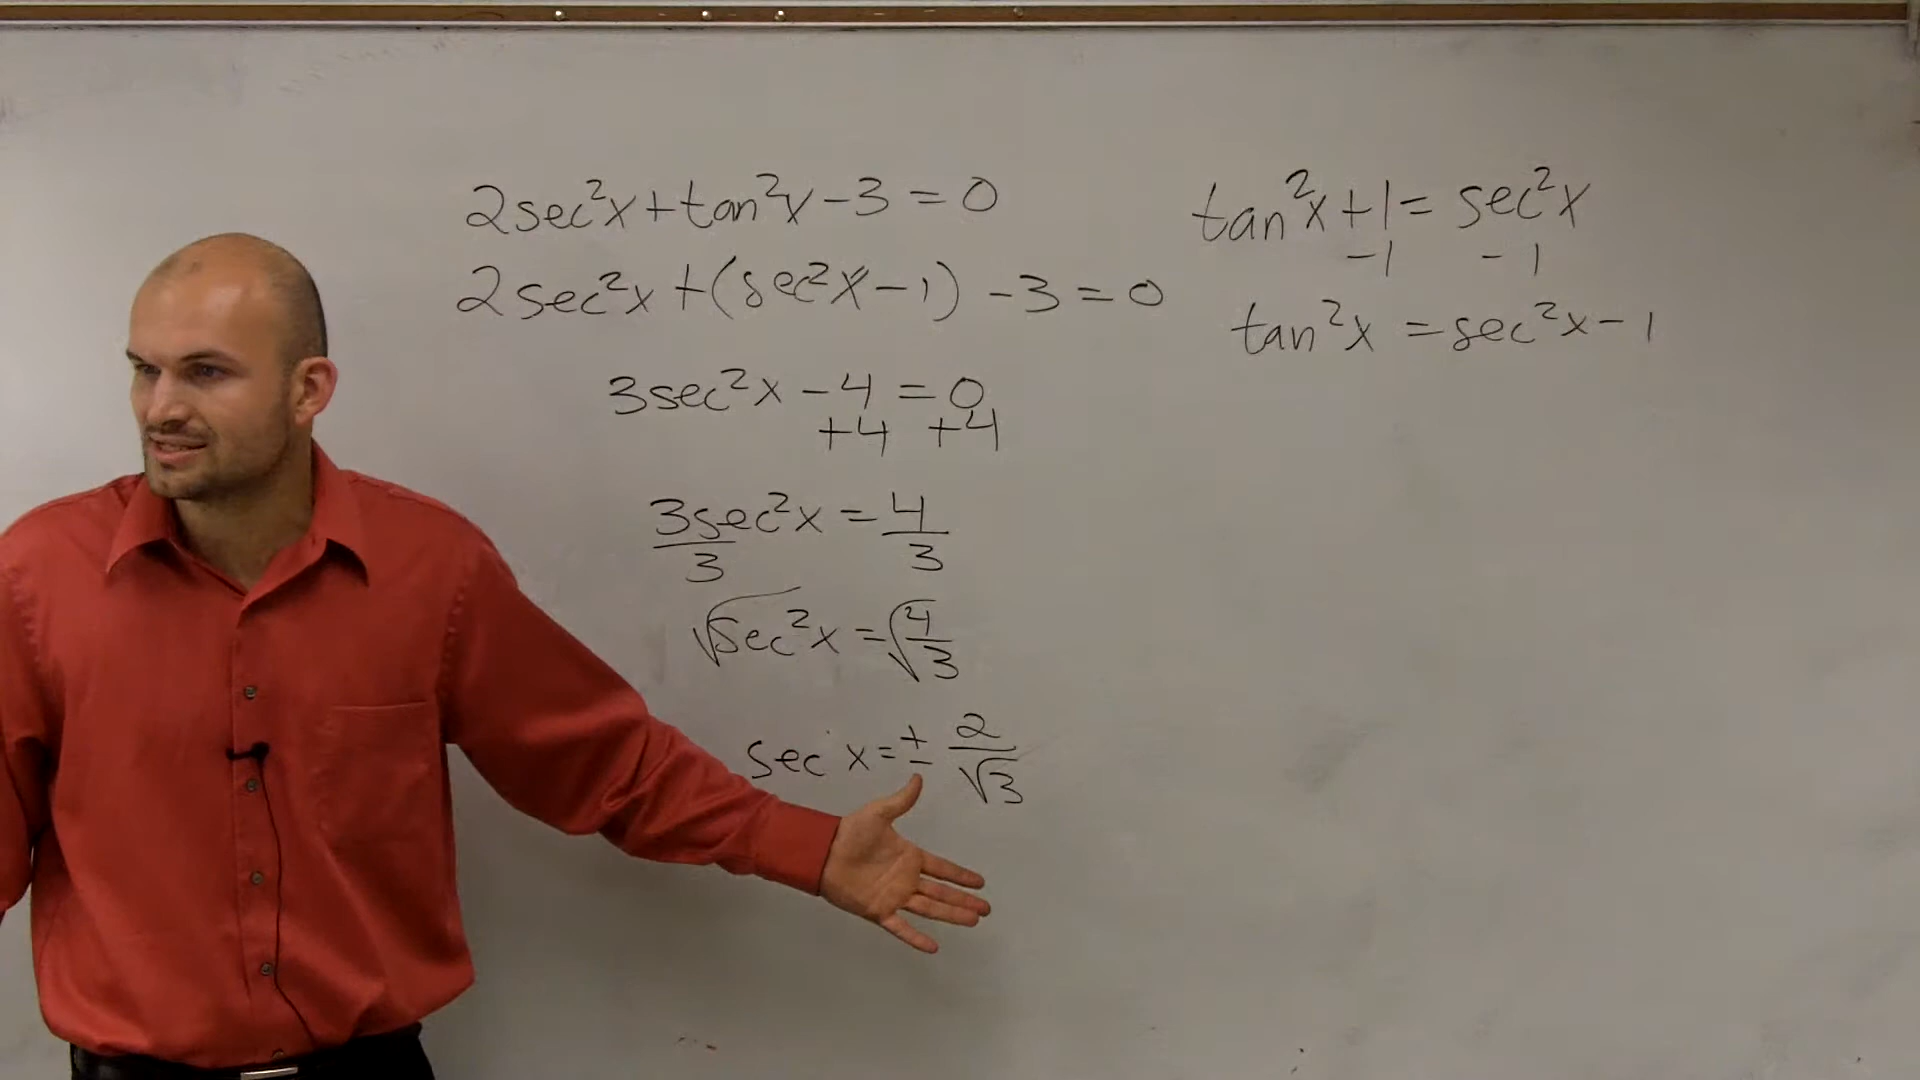 2sec²x+tan²x-3=0
2sec²x+(sec²x-1)-3=0
3sec²x-4=0
+4 +4
3sec²x=4
3 3
√sec²x=√4/3
sec x=± 2/√3
tan²x+1=sec²x
-1 -1
tan²x=sec²x-1